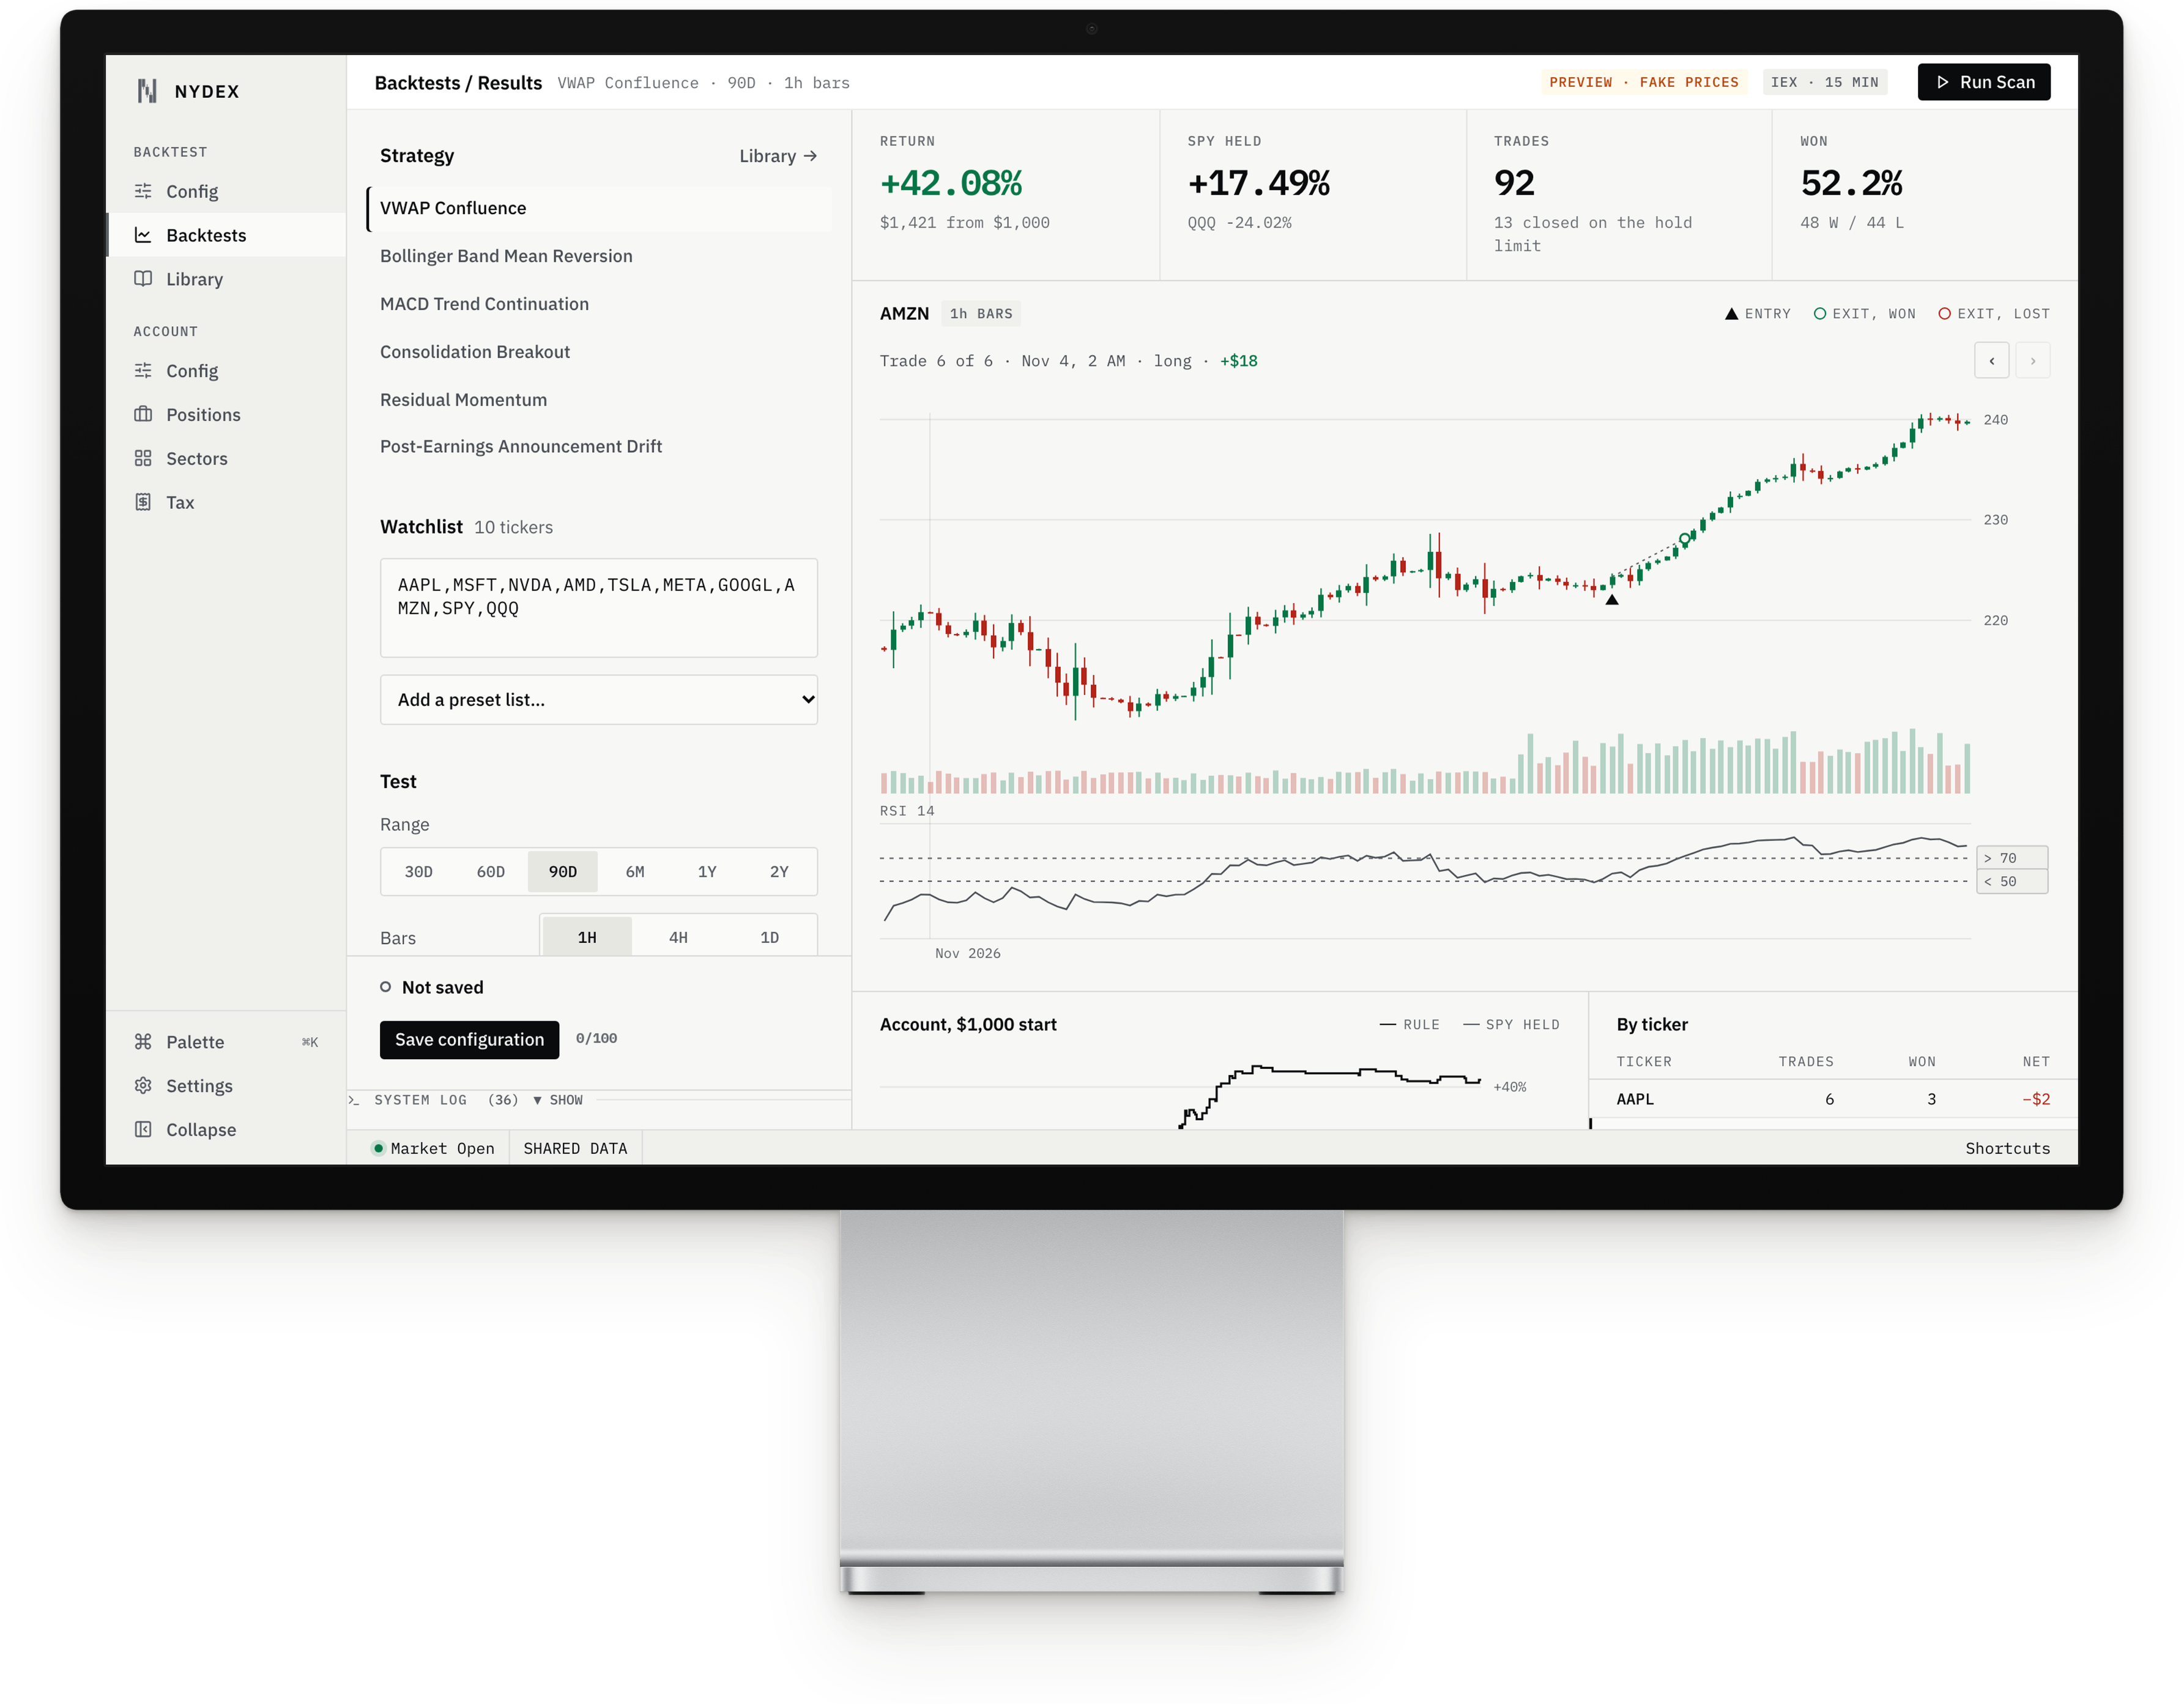 NYDEX
BACKTEST
Config
Backtests
Library
ACCOUNT
Config
Positions
Sectors
Tax
Palette ⌘K
Settings
Collapse
Backtests / Results VWAP Confluence · 90D · 1h bars
PREVIEW · FAKE PRICES
IEX · 15 MIN
Run Scan
Strategy
Library →
VWAP Confluence
Bollinger Band Mean Reversion
MACD Trend Continuation
Consolidation Breakout
Residual Momentum
Post-Earnings Announcement Drift
Watchlist 10 tickers
AAPL,MSFT,NVDA,AMD,TSLA,META,GOOGL,A
MZN,SPY,QQQ
Add a preset list...
Test
Range
30D 60D 90D 6M 1Y 2Y
Bars 1H 4H 1D
Not saved
Save configuration 0/100
SYSTEM LOG (36) ▼ SHOW
RETURN
+42.08%
$1,421 from $1,000
SPY HELD
+17.49%
QQQ -24.02%
TRADES
92
13 closed on the hold
limit
WON
52.2%
48 W / 44 L
AMZN 1h BARS
▲ ENTRY EXIT, WON EXIT, LOST
Trade 6 of 6 · Nov 4, 2 AM · long · +$18
‹ ›
240
230
220
RSI 14
> 70
< 50
Nov 2026
Account, $1,000 start
RULE SPY HELD
+40%
By ticker
TICKER TRADES WON NET
AAPL 6 3 −$2
Market Open SHARED DATA
Shortcuts